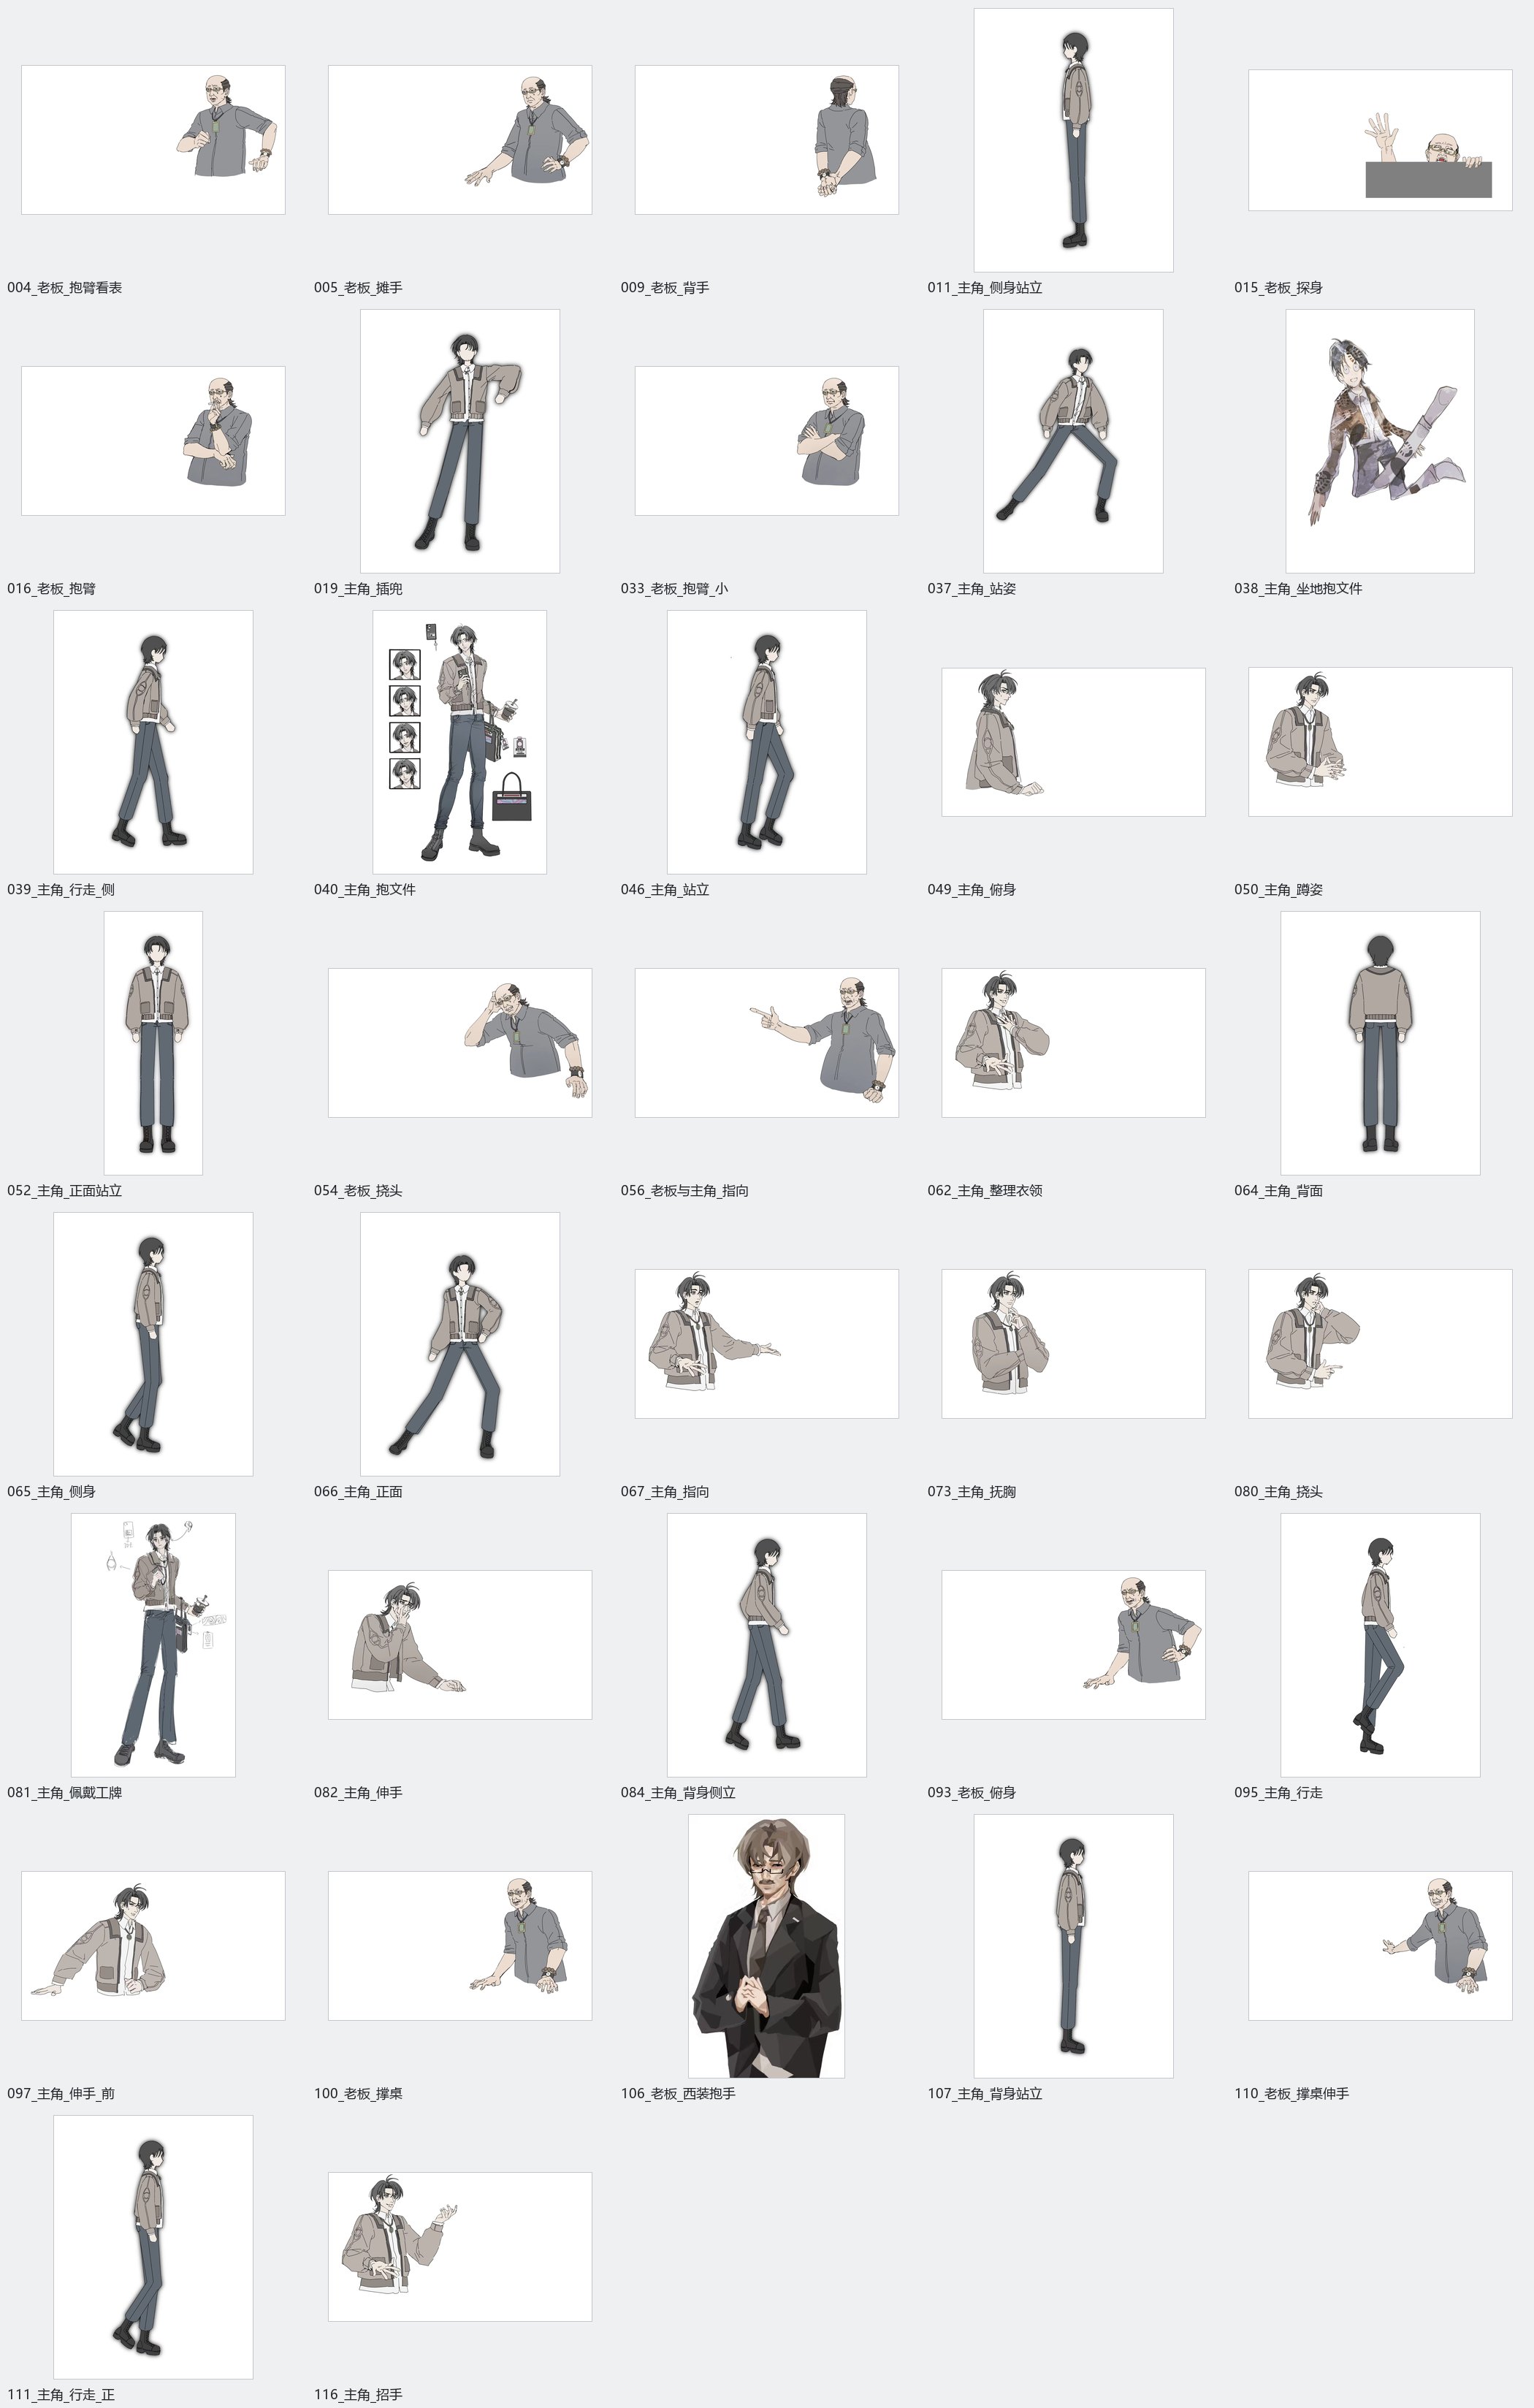 004_老板_抱臂看表
005_老板_摊手
009_老板_背手
011_主角_侧身站立
015_老板_探身
016_老板_抱臂
019_主角_插兜
033_老板_抱臂_小
037_主角_站姿
038_主角_坐地抱文件
039_主角_行走_侧
040_主角_抱文件
046_主角_站立
049_主角_俯身
050_主角_蹲姿
052_主角_正面站立
054_老板_挠头
056_老板与主角_指向
062_主角_整理衣领
064_主角_背面
065_主角_侧身
066_主角_正面
067_主角_指向
073_主角_抚胸
080_主角_挠头
081_主角_佩戴工牌
082_主角_伸手
084_主角_背身侧立
093_老板_俯身
095_主角_行走
097_主角_伸手_前
100_老板_撑桌
106_老板_西装抱手
107_主角_背身站立
110_老板_撑桌伸手
111_主角_行走_正
116_主角_招手